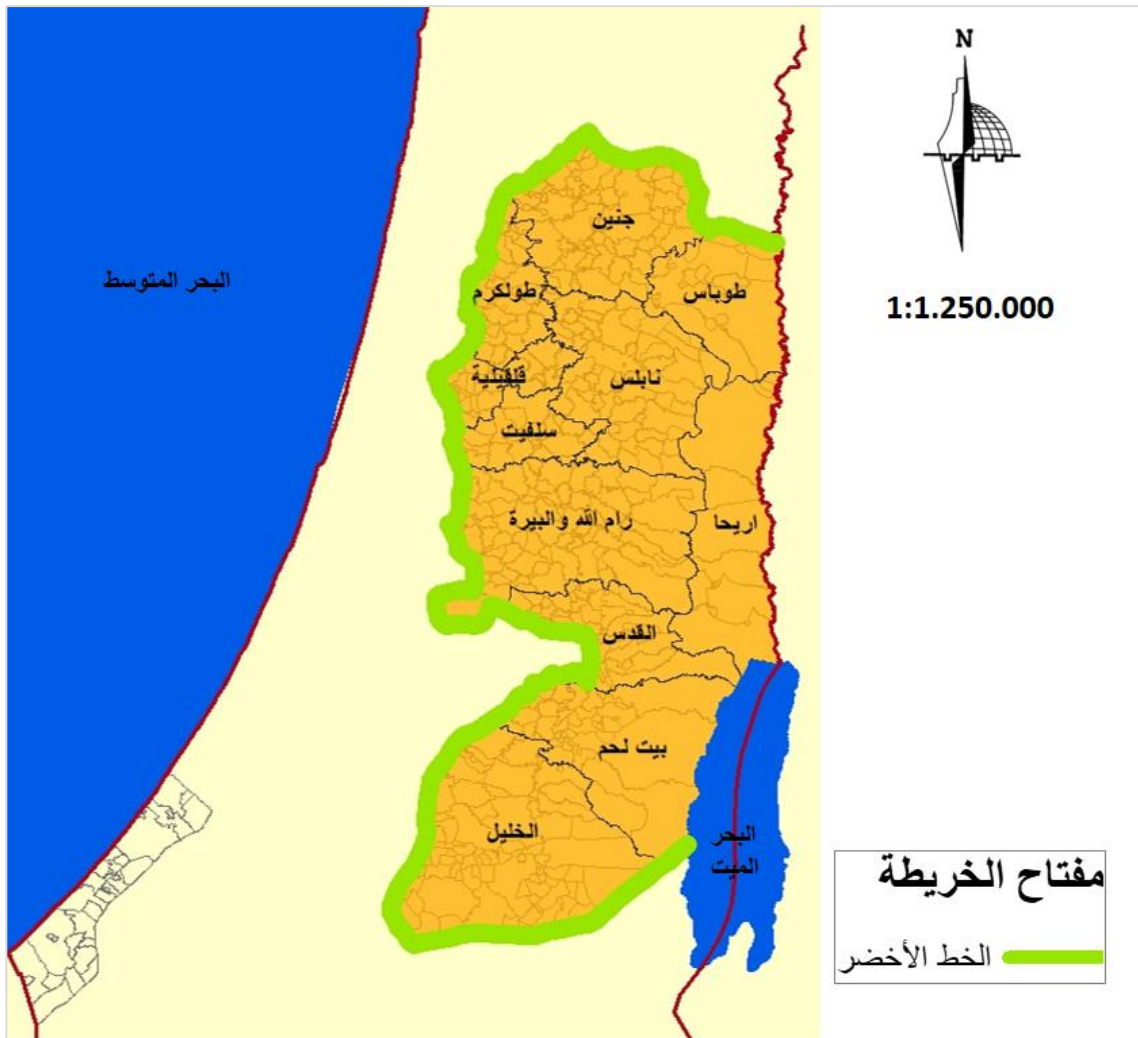 N
1:1.250.000
جنين
البحر المتوسط
طولكرم
طوباس
قلقيلية
نابلس
سلفيت
رام الله والبيرة
اريحا
القدس
بيت لحم
الخليل
البحر
الميت
مفتاح الخريطة
الخط الأخضر